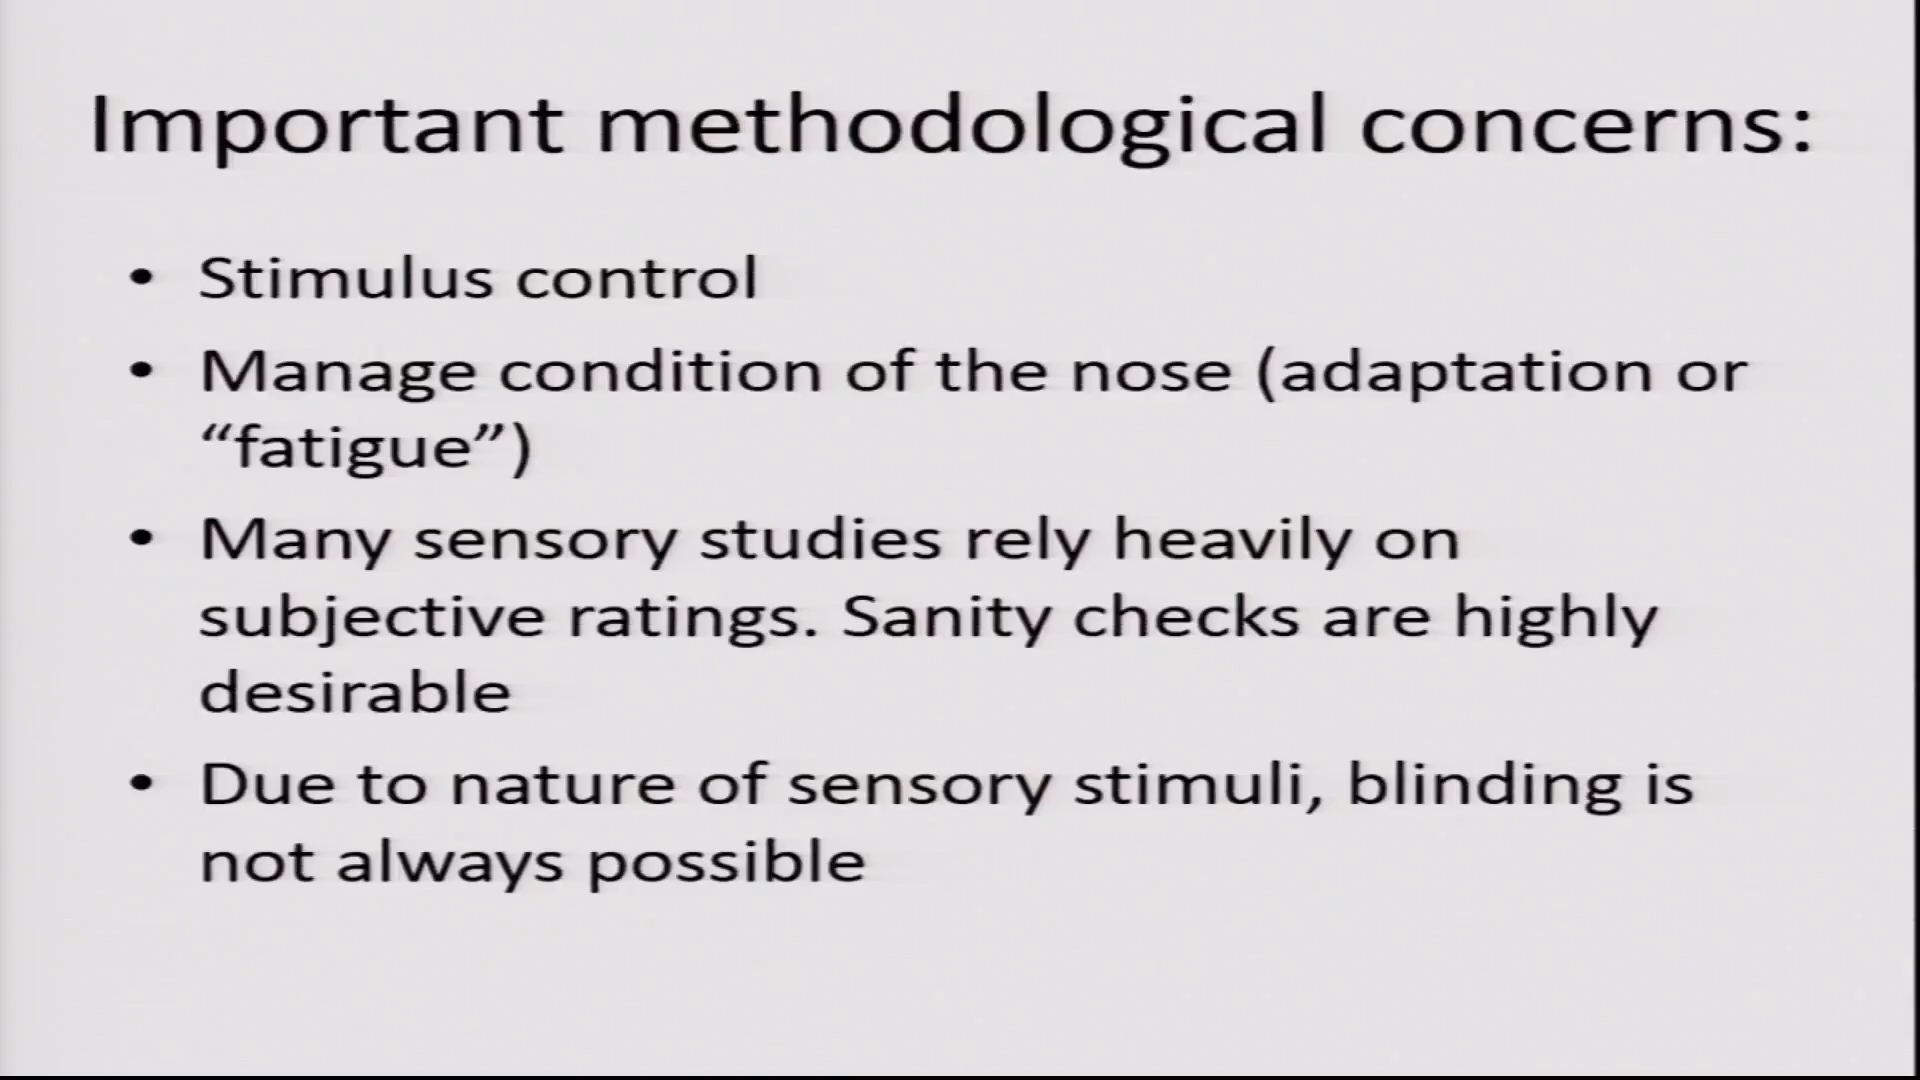 Important methodological concerns:
• Stimulus control
• Manage condition of the nose (adaptation or
“fatigue”)
• Many sensory studies rely heavily on
subjective ratings. Sanity checks are highly
desirable
• Due to nature of sensory stimuli, blinding is
not always possible